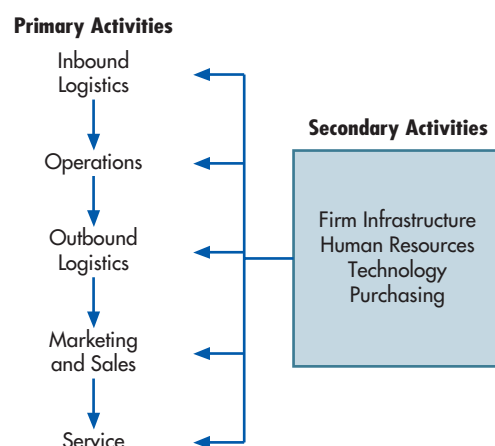 Primary Activities
Inbound
Logistics
Operations
Outbound
Logistics
Marketing
and Sales
Service
Secondary Activities
Firm Infrastructure
Human Resources
Technology
Purchasing